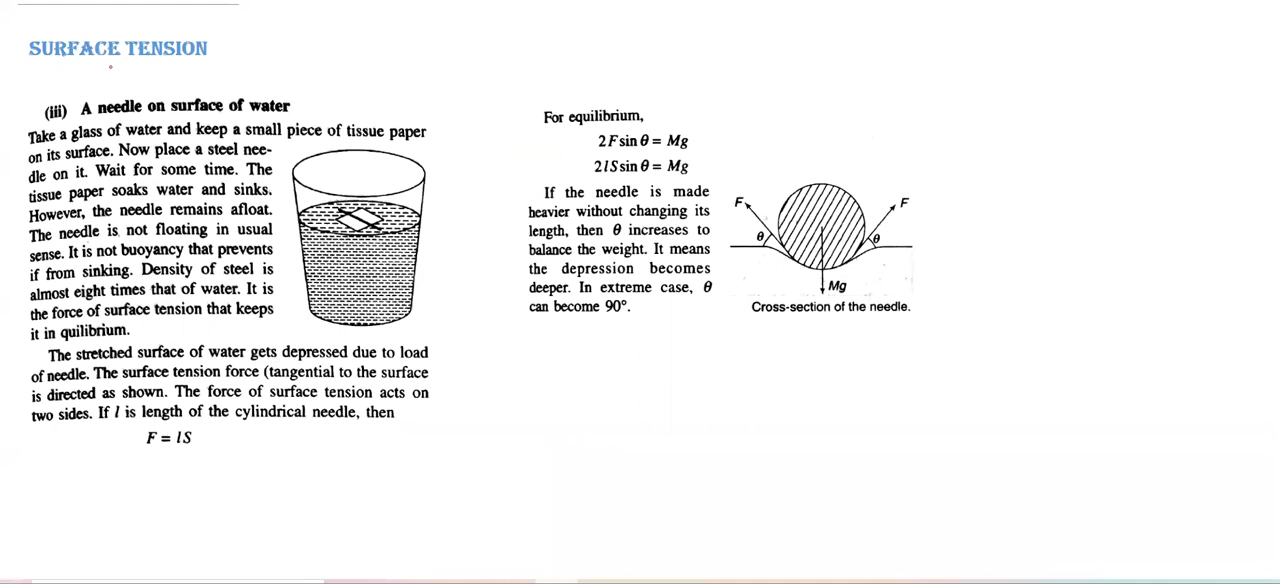 SURFACE TENSION
(iii) A needle on surface of water
Take a glass of water and keep a small piece of tissue paper
on its surface. Now place a steel nee-
dle on it. Wait for some time. The
tissue paper soaks water and sinks.
However, the needle remains afloat.
The needle is not floating in usual
sense. It is not buoyancy that prevents
if from sinking. Density of steel is
almost eight times that of water. It is
the force of surface tension that keeps
it in quilibrium.
The stretched surface of water gets depressed due to load
of needle. The surface tension force (tangential to the surface
is directed as shown. The force of surface tension acts on
two sides. If l is length of the cylindrical needle, then
F = lS
For equilibrium,
2F sin θ = Mg
2lS sin θ = Mg
If the needle is made
heavier without changing its
length, then θ increases to
balance the weight. It means
the depression becomes
deeper. In extreme case, θ
can become 90°.
F F
θ θ
Mg
Cross-section of the needle.